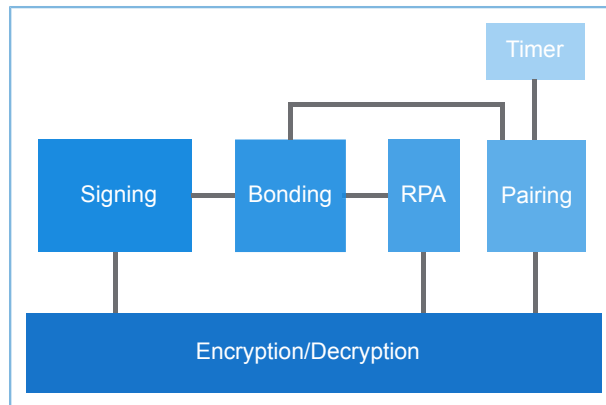 Timer
Signing
Bonding
RPA
Pairing
Encryption/Decryption